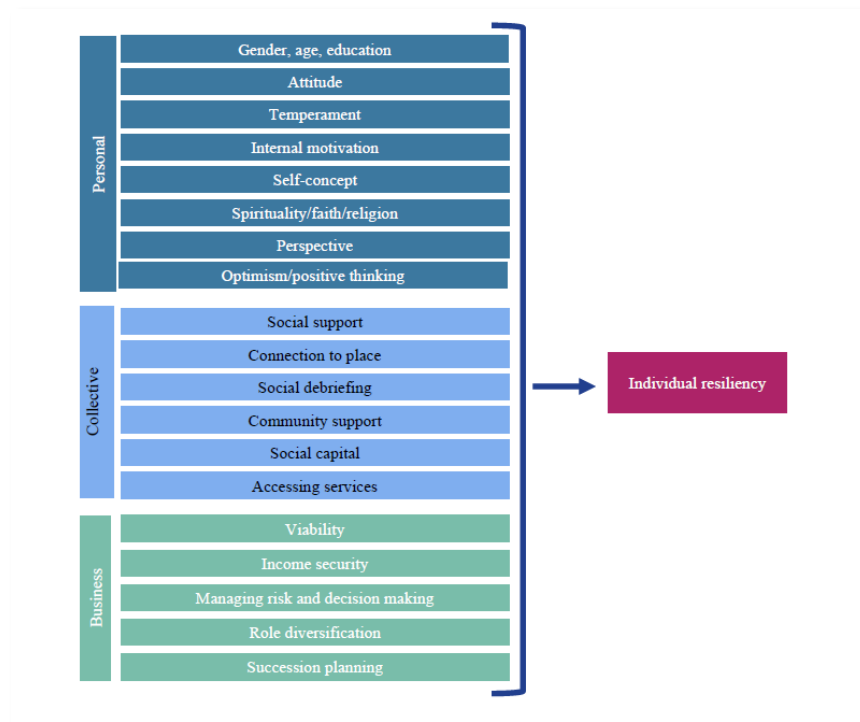 Personal
Gender, age, education
Attitude
Temperament
Internal motivation
Self-concept
Spirituality/faith/religion
Perspective
Optimism/positive thinking
Collective
Social support
Connection to place
Social debriefing
Community support
Social capital
Accessing services
Business
Viability
Income security
Managing risk and decision making
Role diversification
Succession planning
Individual resiliency